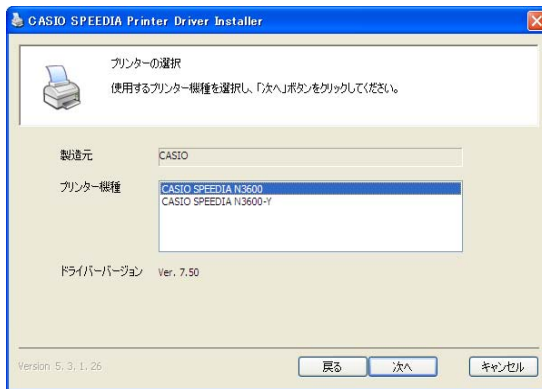 CASIO SPEEDIA Printer Driver Installer
プリンターの選択
使用するプリンター機種を選択し、「次へ」ボタンをクリックしてください。
製造元
CASIO
プリンター機種
CASIO SPEEDIA N3600
CASIO SPEEDIA N3600-Y
ドライバーバージョン Ver. 7.50
Version 5.3.1.26
戻る 次へ キャンセル